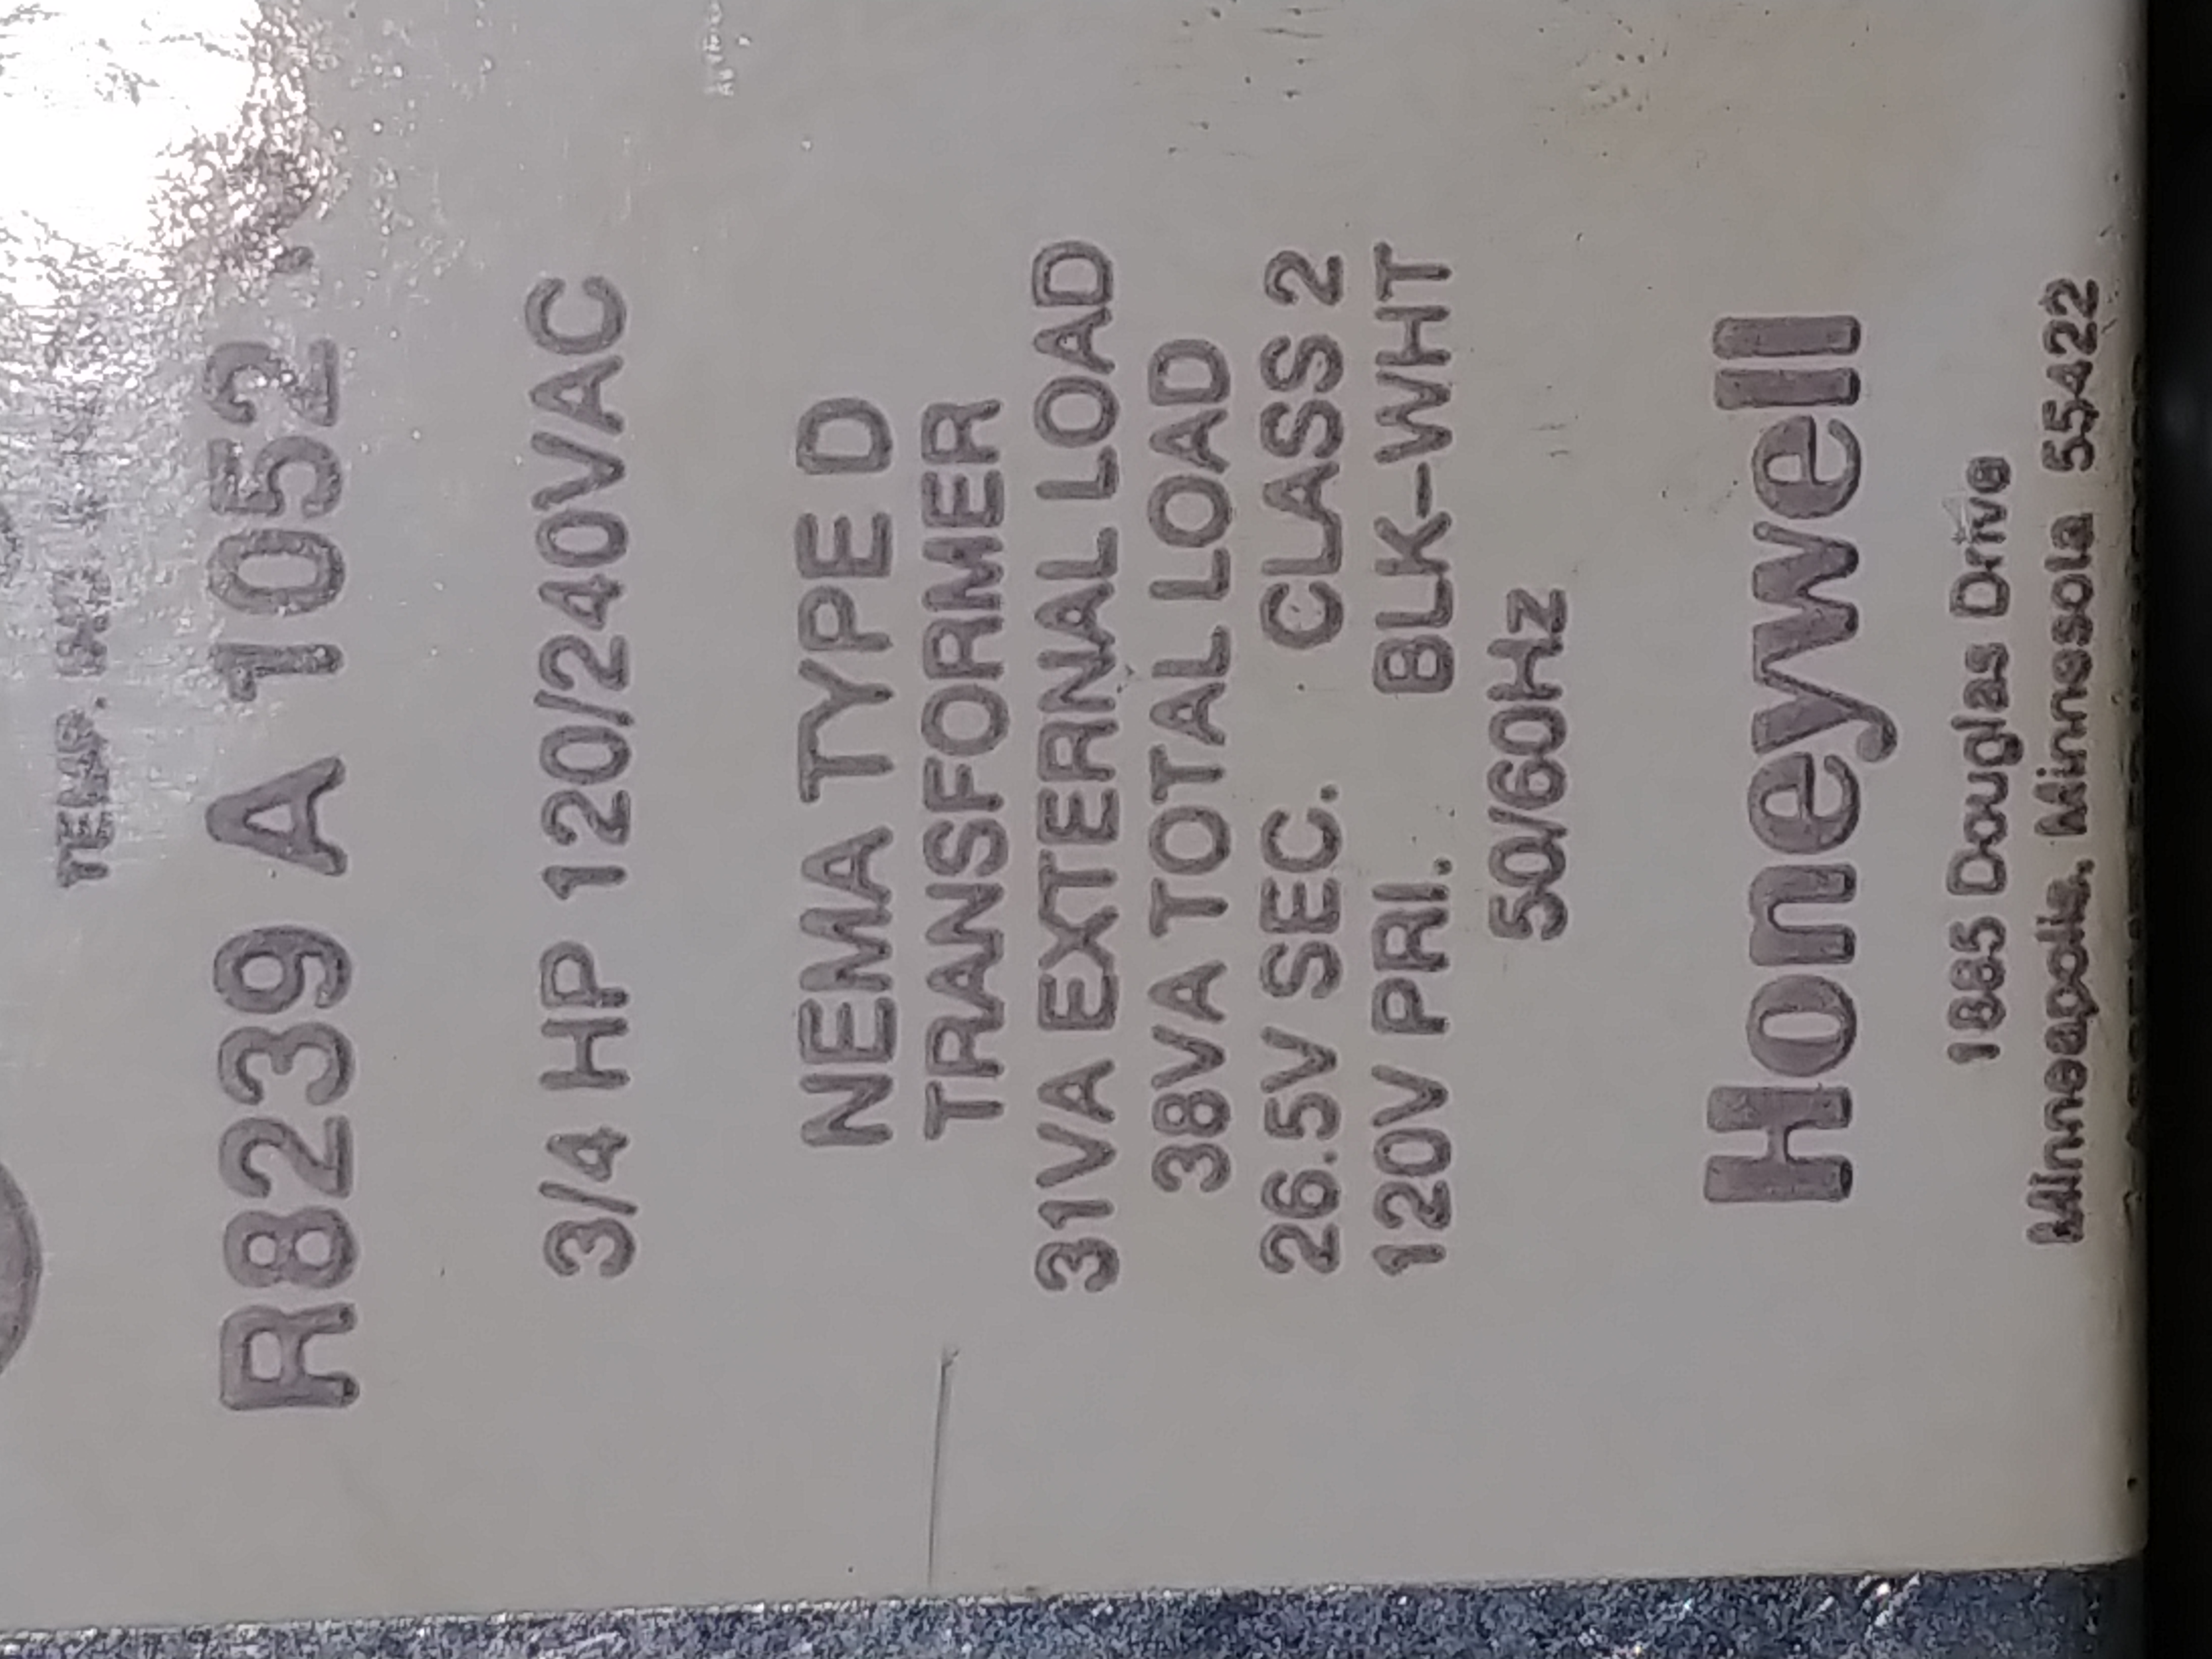 TEMP.
R8239 A 1052
3/4 HP 120/240VAC
NEMA TYPE D
TRANSFORMER
31VA EXTERNAL LOAD
38VA TOTAL LOAD
26.5V SEC. CLASS 2
120V PRI. BLK-WHT
50/60Hz
Honeywell
1885 Douglas Drive
Minneapolis, Minnesota 55422